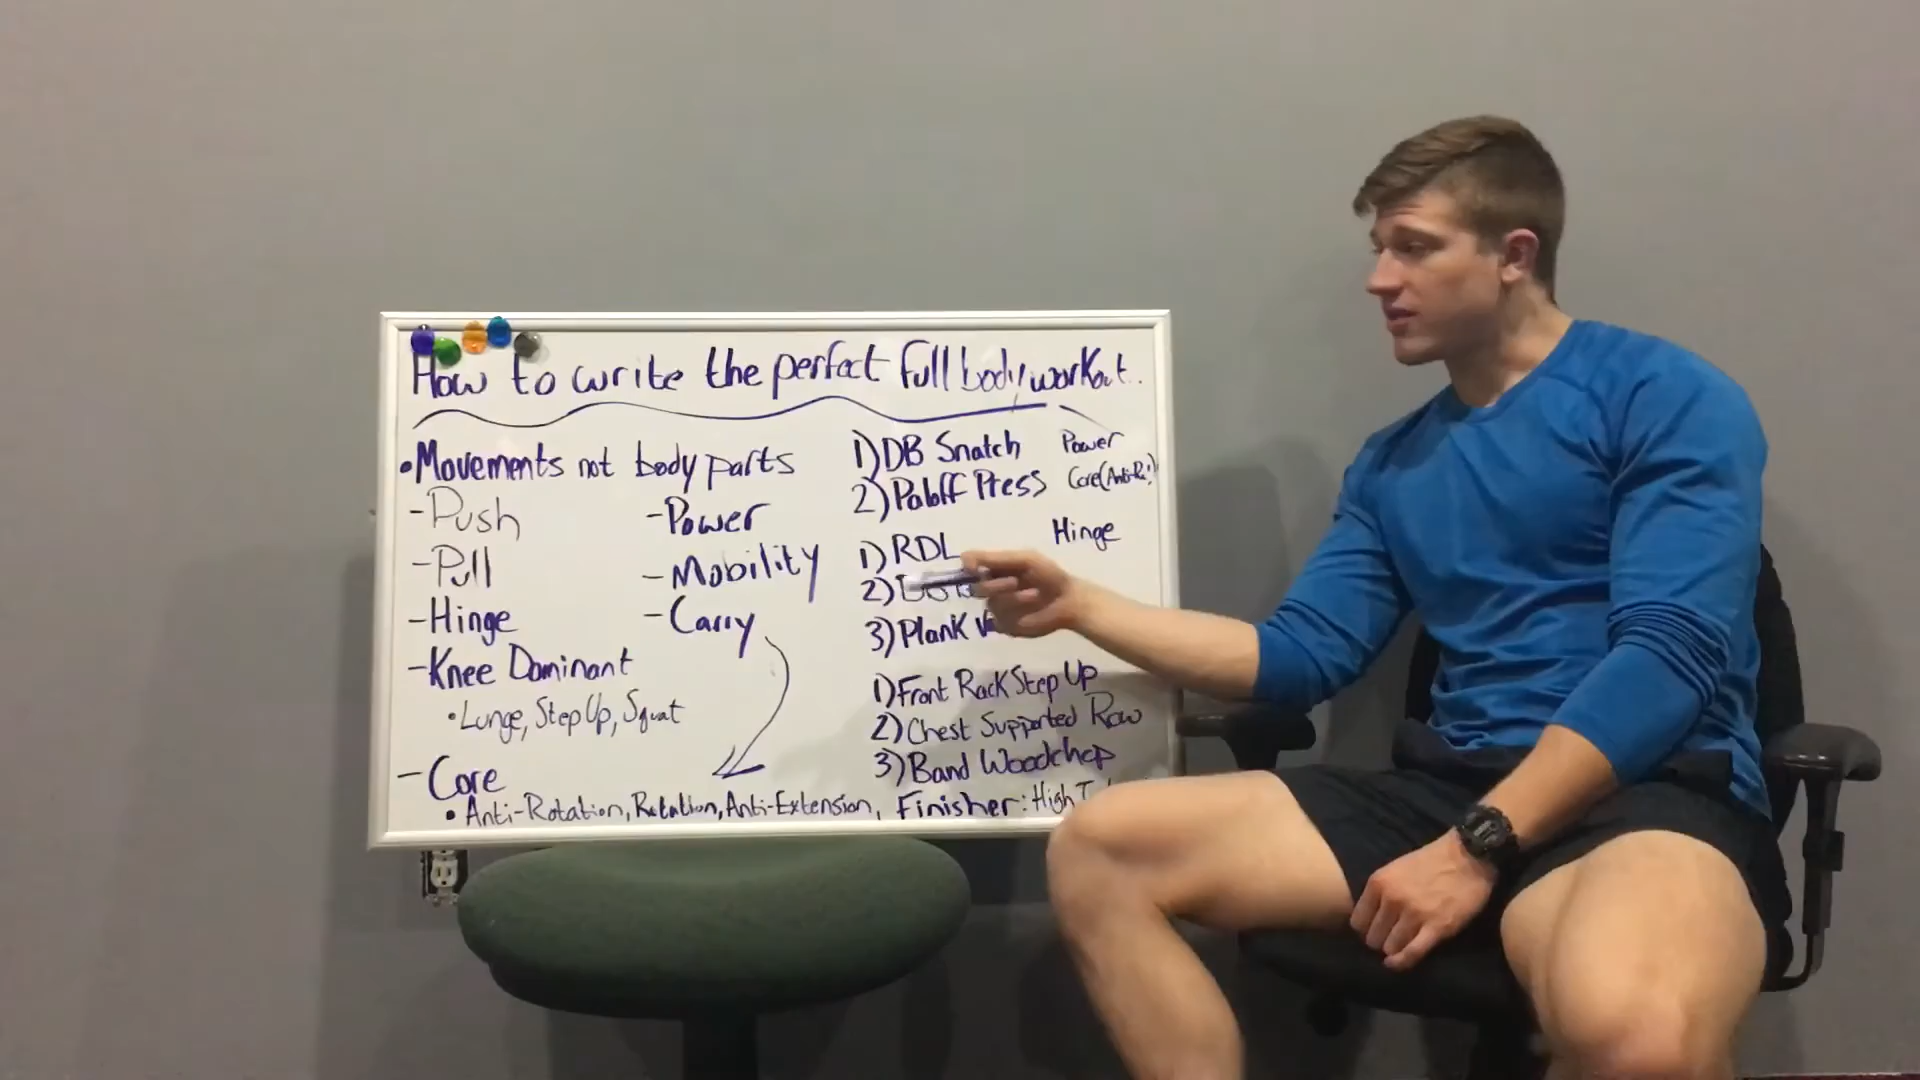 How to write the perfect full body workout..
• Movements not body parts
- Push
- Pull
- Hinge
- Knee Dominant
• Lunge, Step Up, Squat
- Core
• Anti-Rotation, Rotation, Anti-Extension,
- Power
- Mobility
- Carry
1) DB Snatch Power
2) Paloff Press Core (Anti-R.)
1) RDL Hinge
2)
3) Plank
1) Front Rack Step Up
2) Chest Supported Row
3) Band Woodchop
Finisher: High